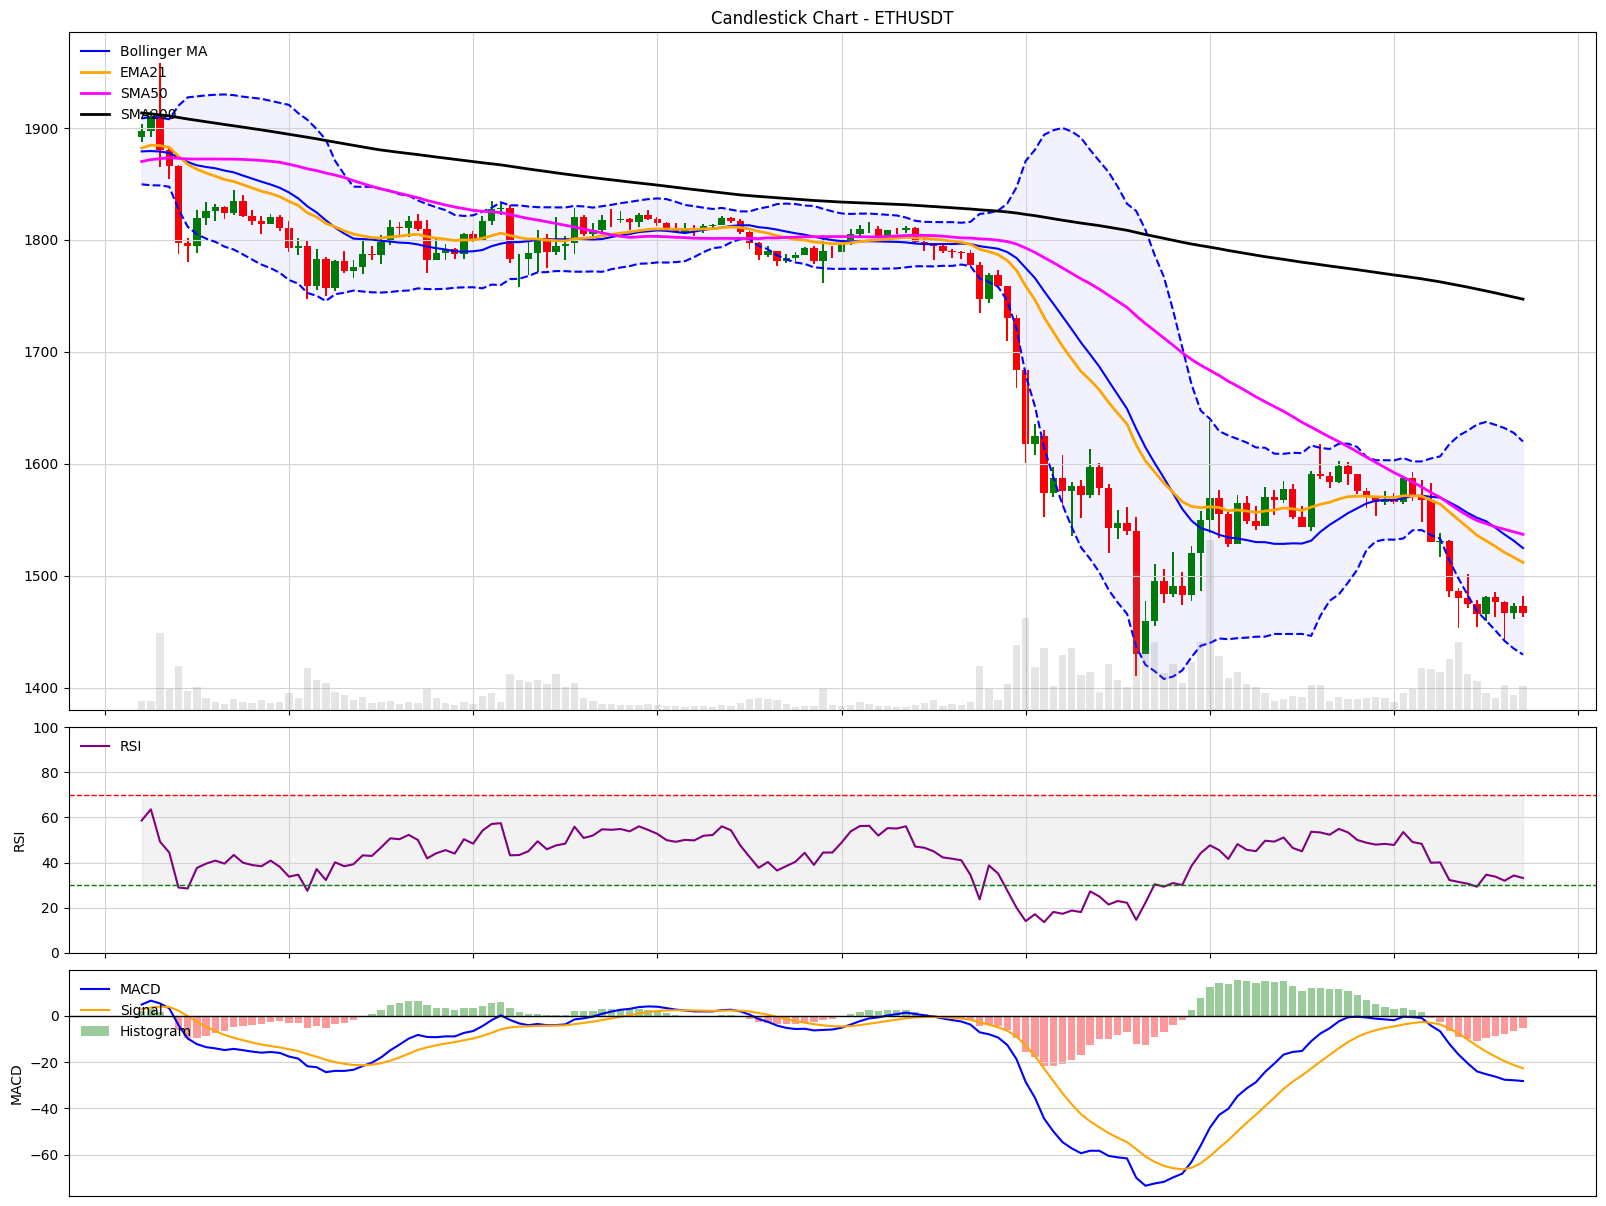 Candlestick Chart - ETHUSDT
Bollinger MA
EMA21
SMA50
SMA200
1900
1800
1700
1600
1500
1400
RSI
100
80
60
40
20
0
RSI
MACD
Signal
Histogram
0
−20
−40
−60
MACD